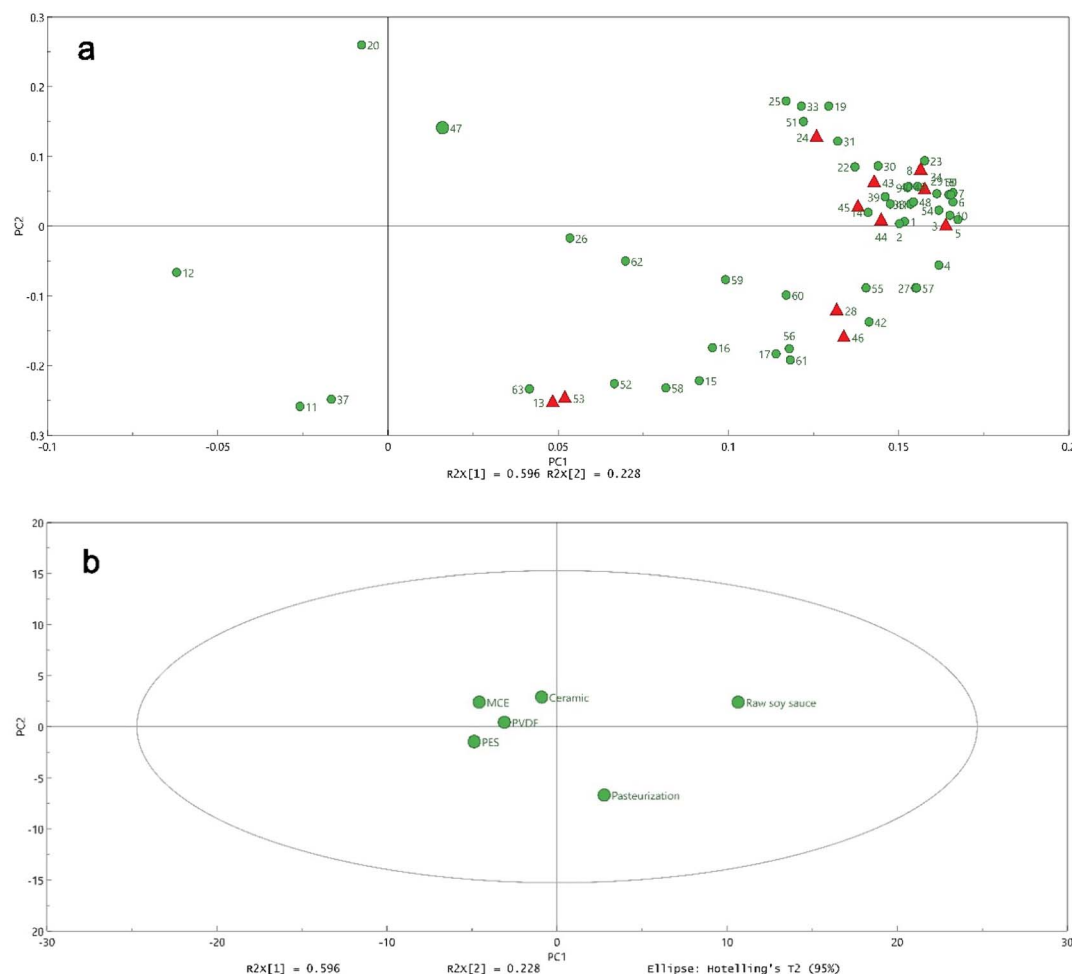 a
0.3
20
0.2
25 33 19
51
47
24
31
0.1
30 23
22 8
43 34
9 29 18
39 7
45 38 48 6
14 54 10
1
PC2
0
44 2 3 5
26
62
4
12
59
55 27 57
-0.1
60
28
42
56 46
16
17 61
-0.2
52 15
63 58
37 13 53
11
0.3
-0.1 -0.05 0 0.05 0.1 0.15 0.2
PC1
R2X[1] = 0.596 R2X[2] = 0.228
b
20
15
10
5
MCE Ceramic Raw soy sauce
PVDF
PC2
0
PES
-5
Pasteurization
-10
-15
20
-30 -20 -10 0 10 20 30
PC1
R2X[1] = 0.596 R2X[2] = 0.228 Ellipse: Hotelling's T2 (95%)